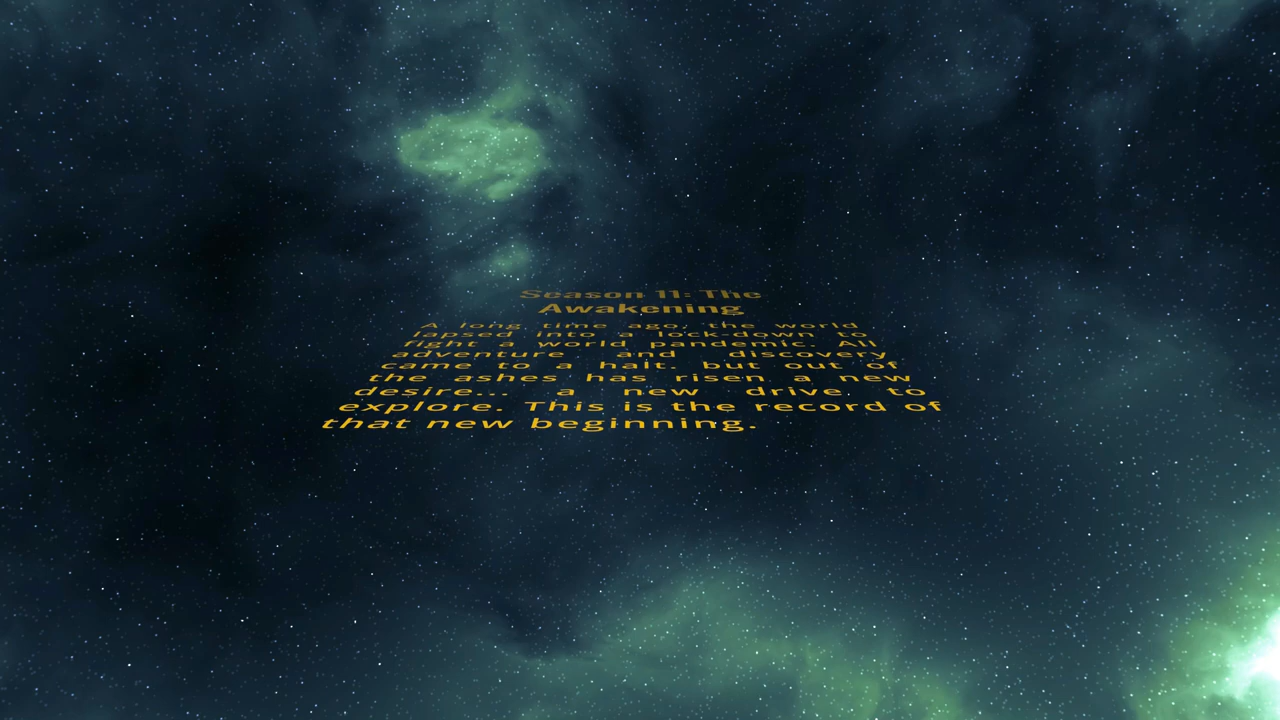 Season 11: The
Awakening
A long time ago, the world
lapsed into a lock-down to
fight a world pandemic. All
adventure and discovery
came to a halt. but out of
the ashes has risen a new
desire... a new drive to
explore. This is the record of
that new beginning.